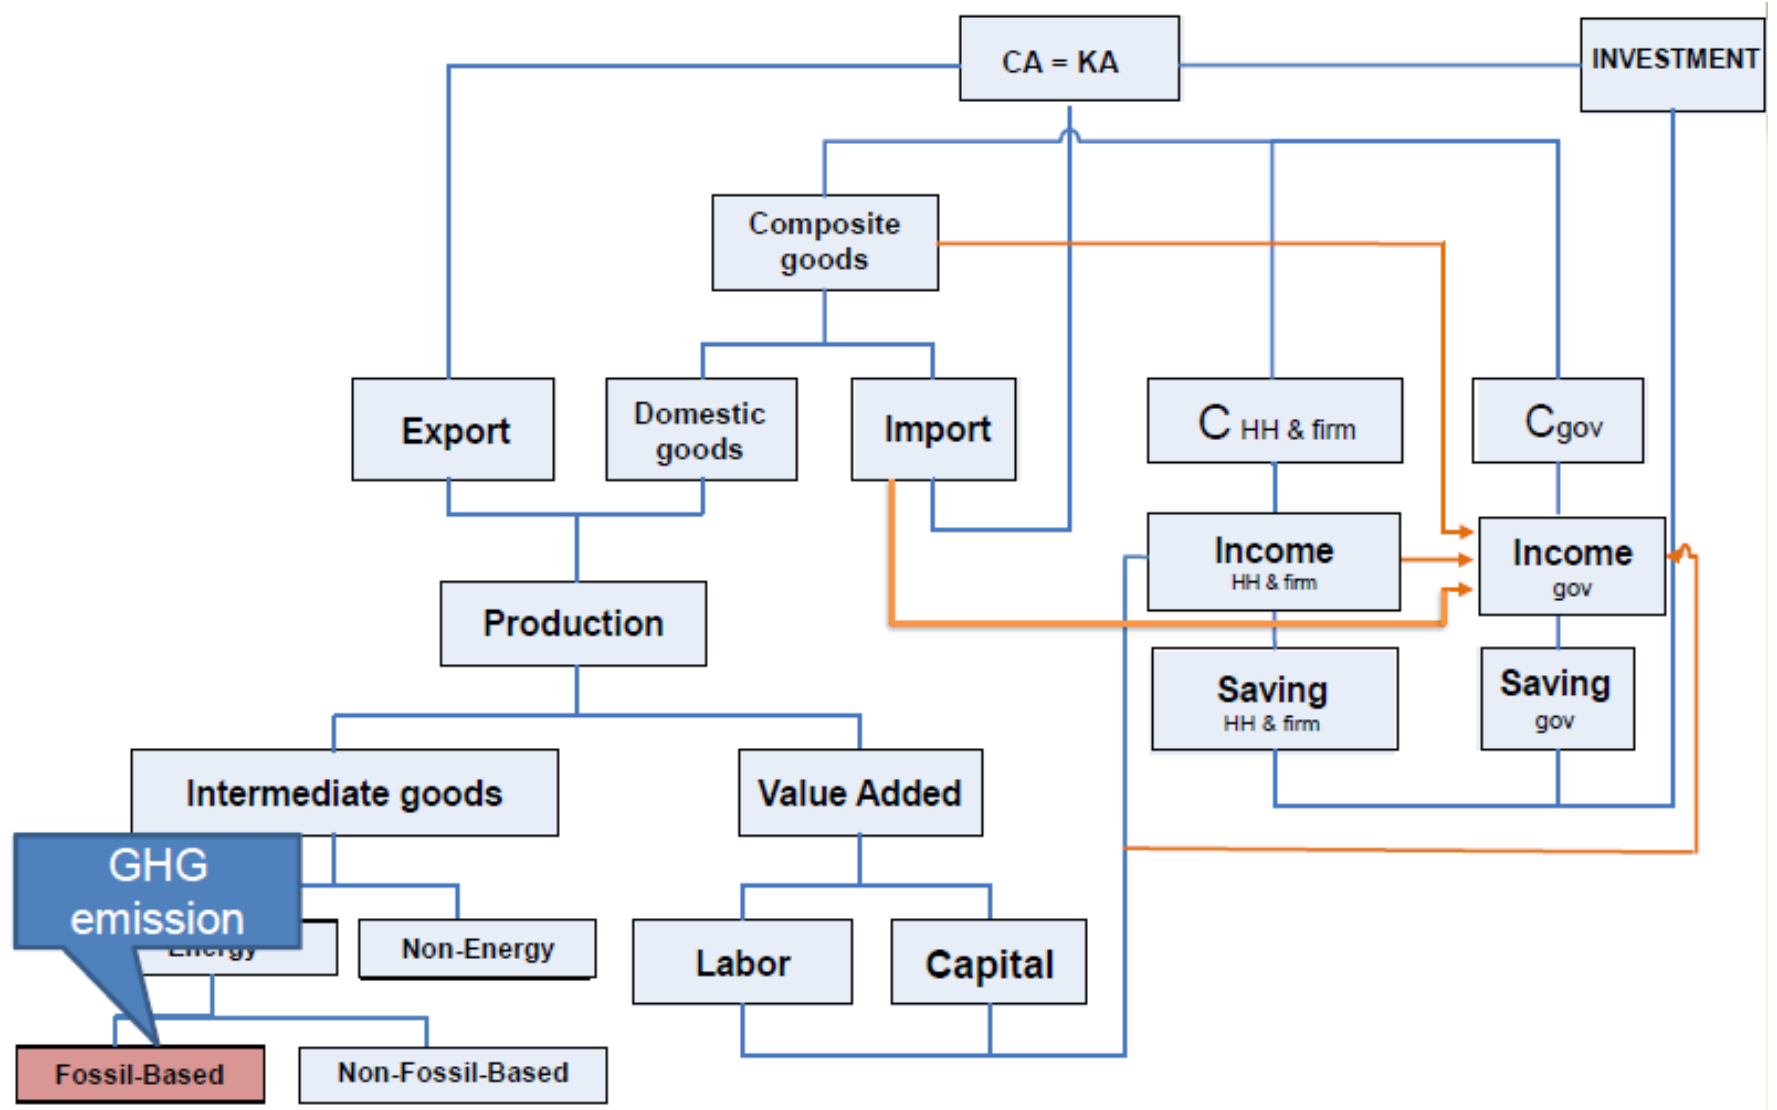 CA = KA
INVESTMENT
Composite
goods
Export
Domestic
goods
Import
C HH & firm
Cgov
Income
HH & firm
Income
gov
Production
Saving
HH & firm
Saving
gov
Intermediate goods
Value Added
GHG
emission
Energy
Non-Energy
Labor
Capital
Fossil-Based
Non-Fossil-Based